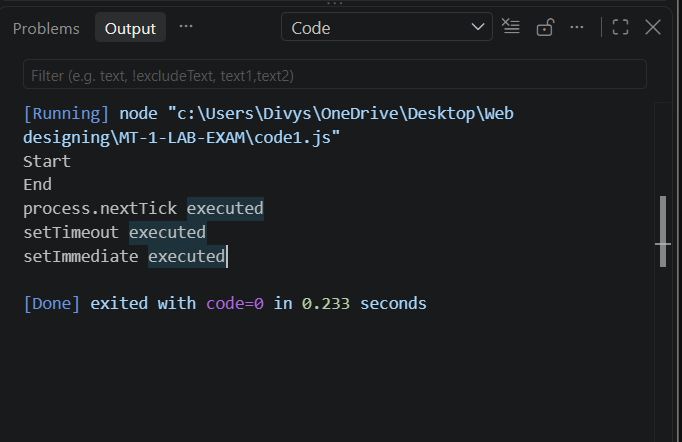 Problems Output ··· Code ···
Filter (e.g. text, !excludeText, text1,text2)
[Running] node "c:\Users\Divys\OneDrive\Desktop\Web
designing\MT-1-LAB-EXAM\code1.js"
Start
End
process.nextTick executed
setTimeout executed
setImmediate executed
[Done] exited with code=0 in 0.233 seconds